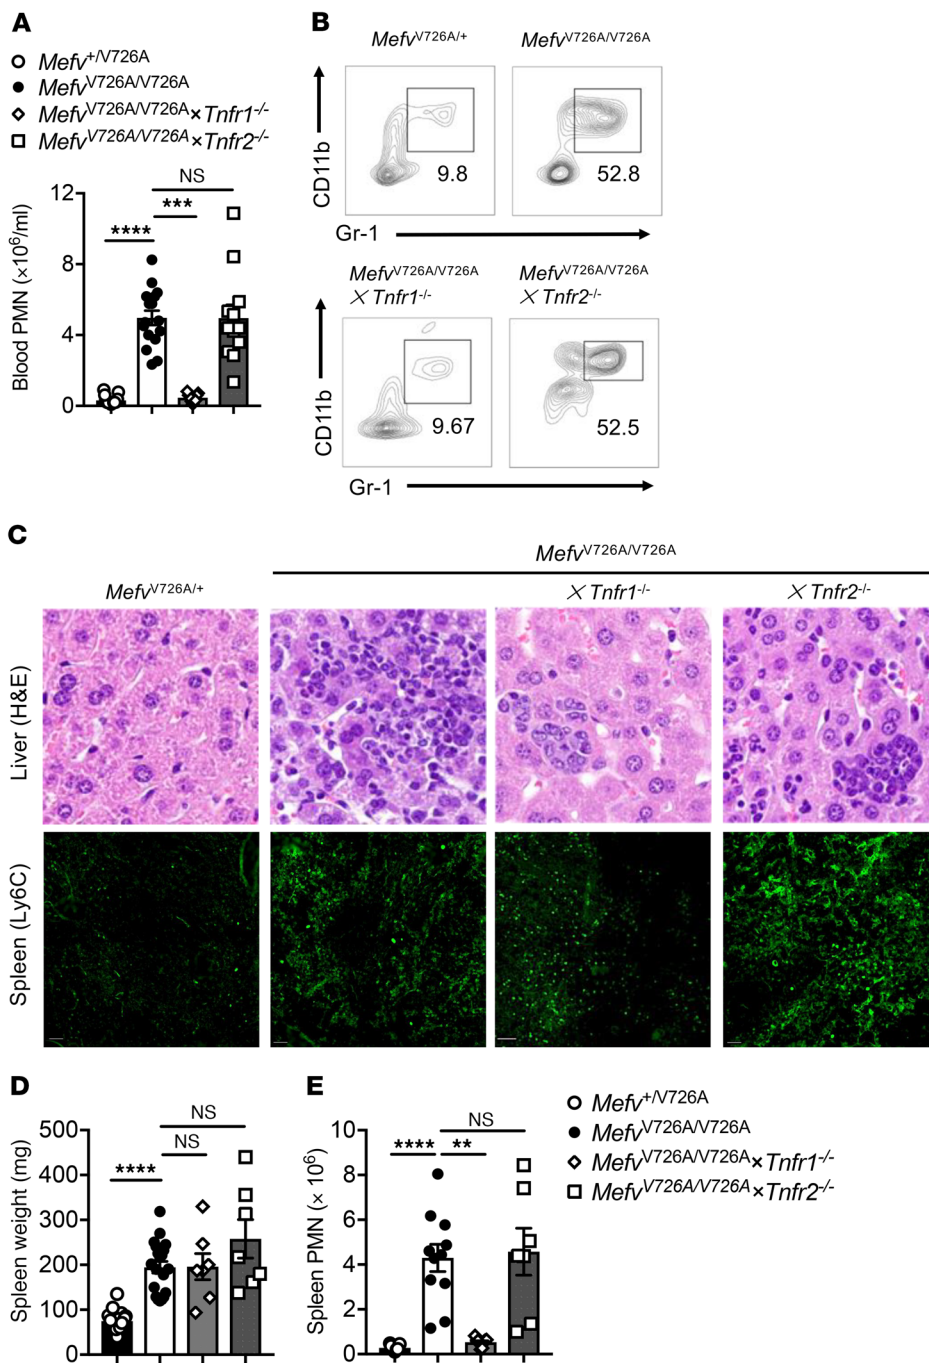 A
Mefv+/V726A
MefvV726A/V726A
MefvV726A/V726A×Tnfr1-/-
MefvV726A/V726A×Tnfr2-/-
Blood PMN (×10⁶/ml)
12
8
4
0
****
***
NS
B
MefvV726A/+
MefvV726A/V726A
CD11b
9.8
52.8
Gr-1
MefvV726A/V726A
× Tnfr1-/-
MefvV726A/V726A
× Tnfr2-/-
CD11b
9.67
52.5
Gr-1
C
MefvV726A/V726A
MefvV726A/+
× Tnfr1-/-
× Tnfr2-/-
Liver (H&E)
Spleen (Ly6C)
D
Spleen weight (mg)
500
400
300
200
100
0
****
NS
NS
E
Spleen PMN (× 10⁶)
10
8
6
4
2
0
****
**
NS
Mefv+/V726A
MefvV726A/V726A
MefvV726A/V726A×Tnfr1-/-
MefvV726A/V726A×Tnfr2-/-